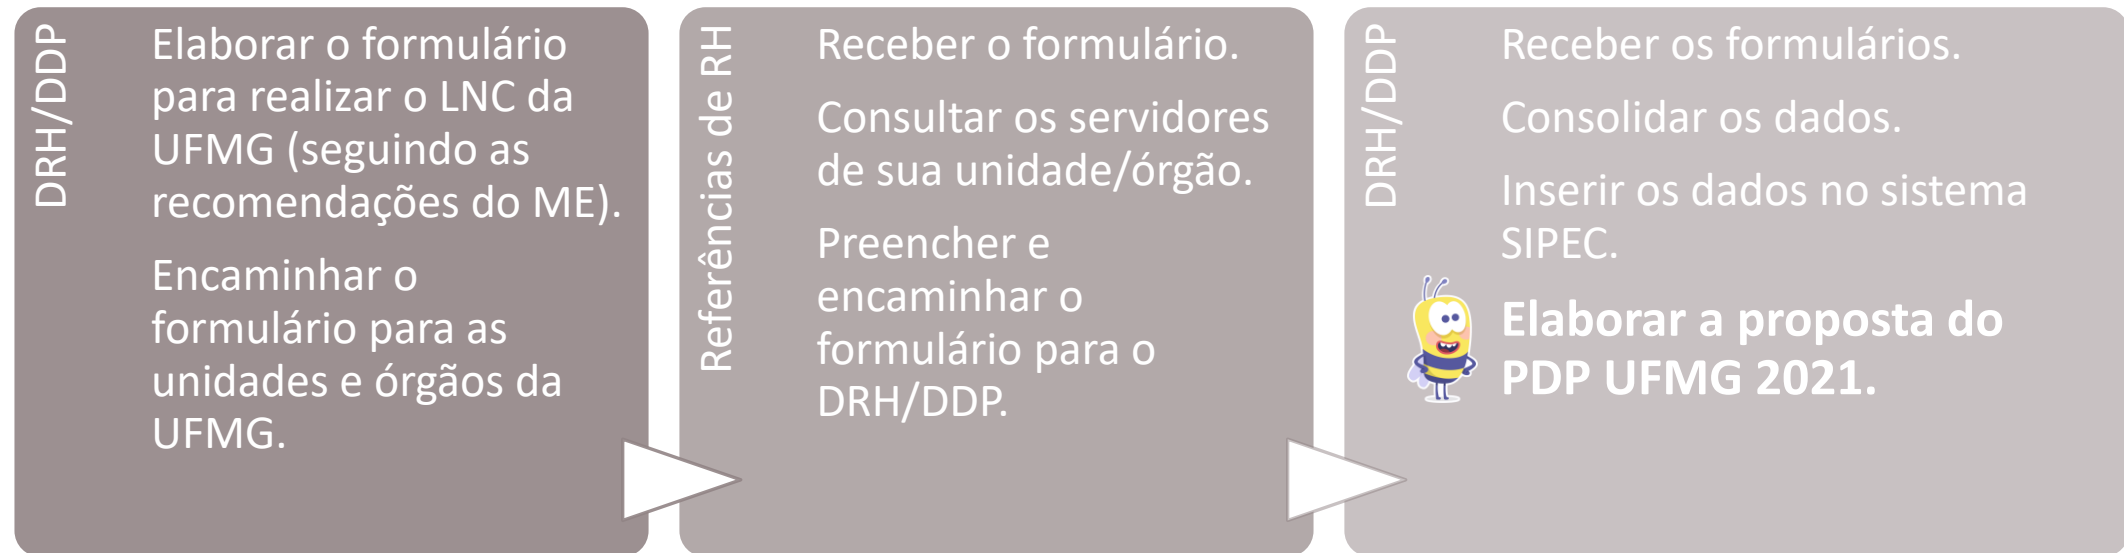 DRH/DDP
Elaborar o formulário
para realizar o LNC da
UFMG (seguindo as
recomendações do ME).
Encaminhar o
formulário para as
unidades e órgãos da
UFMG.
Referências de RH
Receber o formulário.
Consultar os servidores
de sua unidade/órgão.
Preencher e
encaminhar o
formulário para o
DRH/DDP.
DRH/DDP
Receber os formulários.
Consolidar os dados.
Inserir os dados no sistema
SIPEC.
Elaborar a proposta do
PDP UFMG 2021.